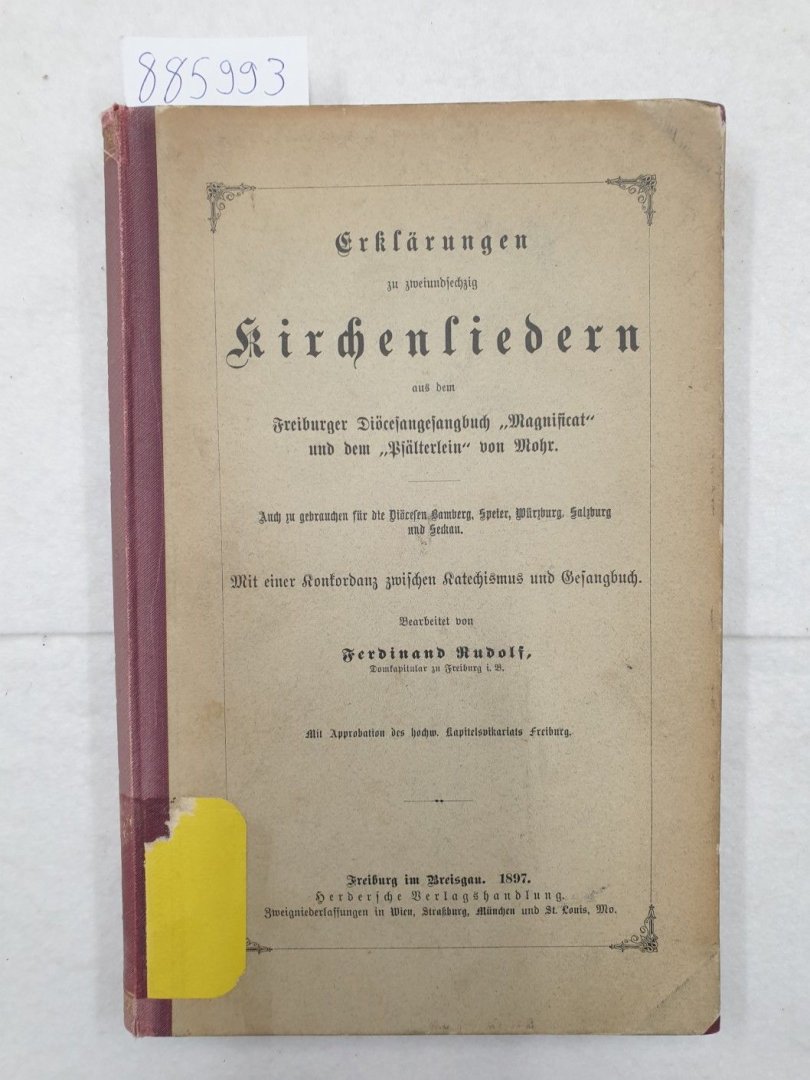 885993
Erklärungen
zu zweiundsechzig
Kirchenliedern
aus dem
Freiburger Diöcesangesangbuch „Magnificat“
und dem „Psälterlein“ von Mohr.
Auch zu gebrauchen für die Diöcesen Bamberg, Speier, Würzburg, Salzburg
und Seckau.
Mit einer Konkordanz zwischen Katechismus und Gesangbuch.
Bearbeitet von
Ferdinand Rudolf,
Domkapitular zu Freiburg i. B.
Mit Approbation des hochw. Kapitelsvikariats Freiburg.
Freiburg im Breisgau. 1897.
Herdersche Verlagshandlung.
Zweigniederlassungen in Wien, Straßburg, München und St. Louis, Mo.